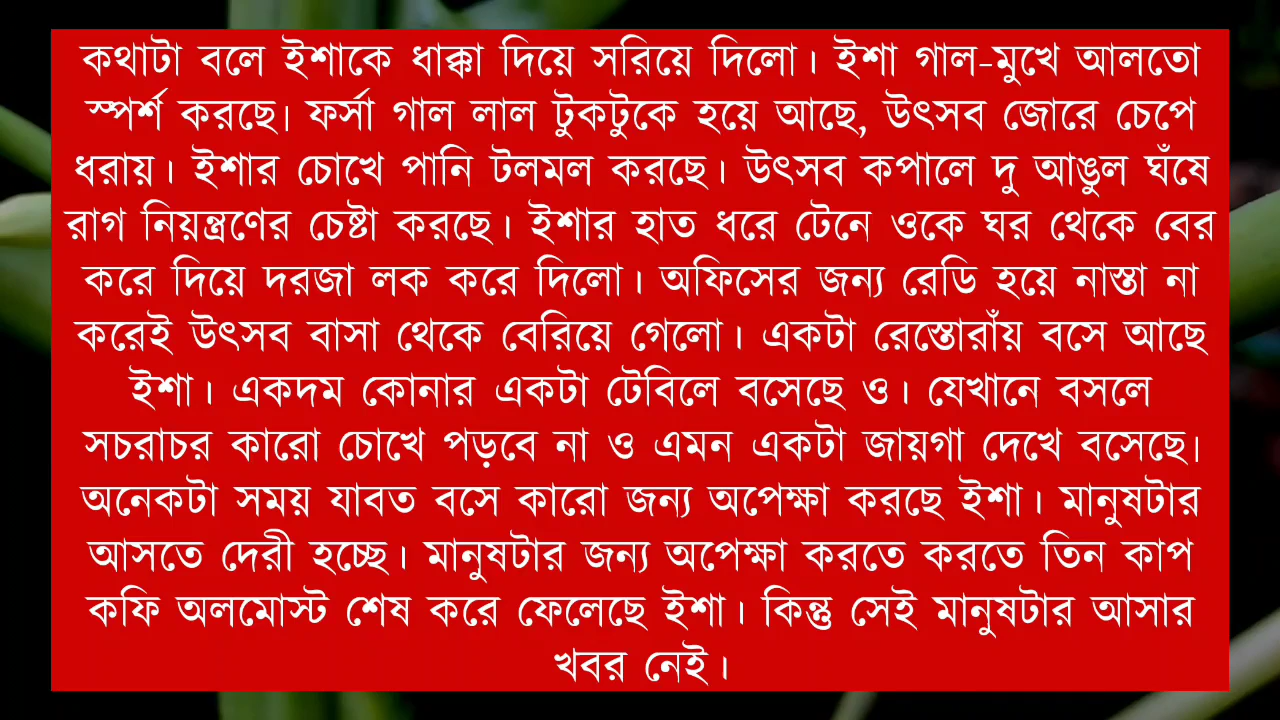 কথাটা বলে ইশাকে ধাক্কা দিয়ে সরিয়ে দিলো। ইশা গাল-মুখে আলতো
স্পর্শ করছে। ফর্সা গাল লাল টুকটুকে হয়ে আছে, উৎসব জোরে চেপে
ধরায়। ইশার চোখে পানি টলমল করছে। উৎসব কপালে দু আঙুল ঘঁষে
রাগ নিয়ন্ত্রণের চেষ্টা করছে। ইশার হাত ধরে টেনে ওকে ঘর থেকে বের
করে দিয়ে দরজা লক করে দিলো। অফিসের জন্য রেডি হয়ে নাস্তা না
করেই উৎসব বাসা থেকে বেরিয়ে গেলো। একটা রেস্তোরাঁয় বসে আছে
ইশা। একদম কোনার একটা টেবিলে বসেছে ও। যেখানে বসলে
সচরাচর কারো চোখে পড়বে না ও এমন একটা জায়গা দেখে বসেছে।
অনেকটা সময় যাবত বসে কারো জন্য অপেক্ষা করছে ইশা। মানুষটার
আসতে দেরী হচ্ছে। মানুষটার জন্য অপেক্ষা করতে করতে তিন কাপ
কফি অলমোস্ট শেষ করে ফেলেছে ইশা। কিন্তু সেই মানুষটার আসার
খবর নেই।